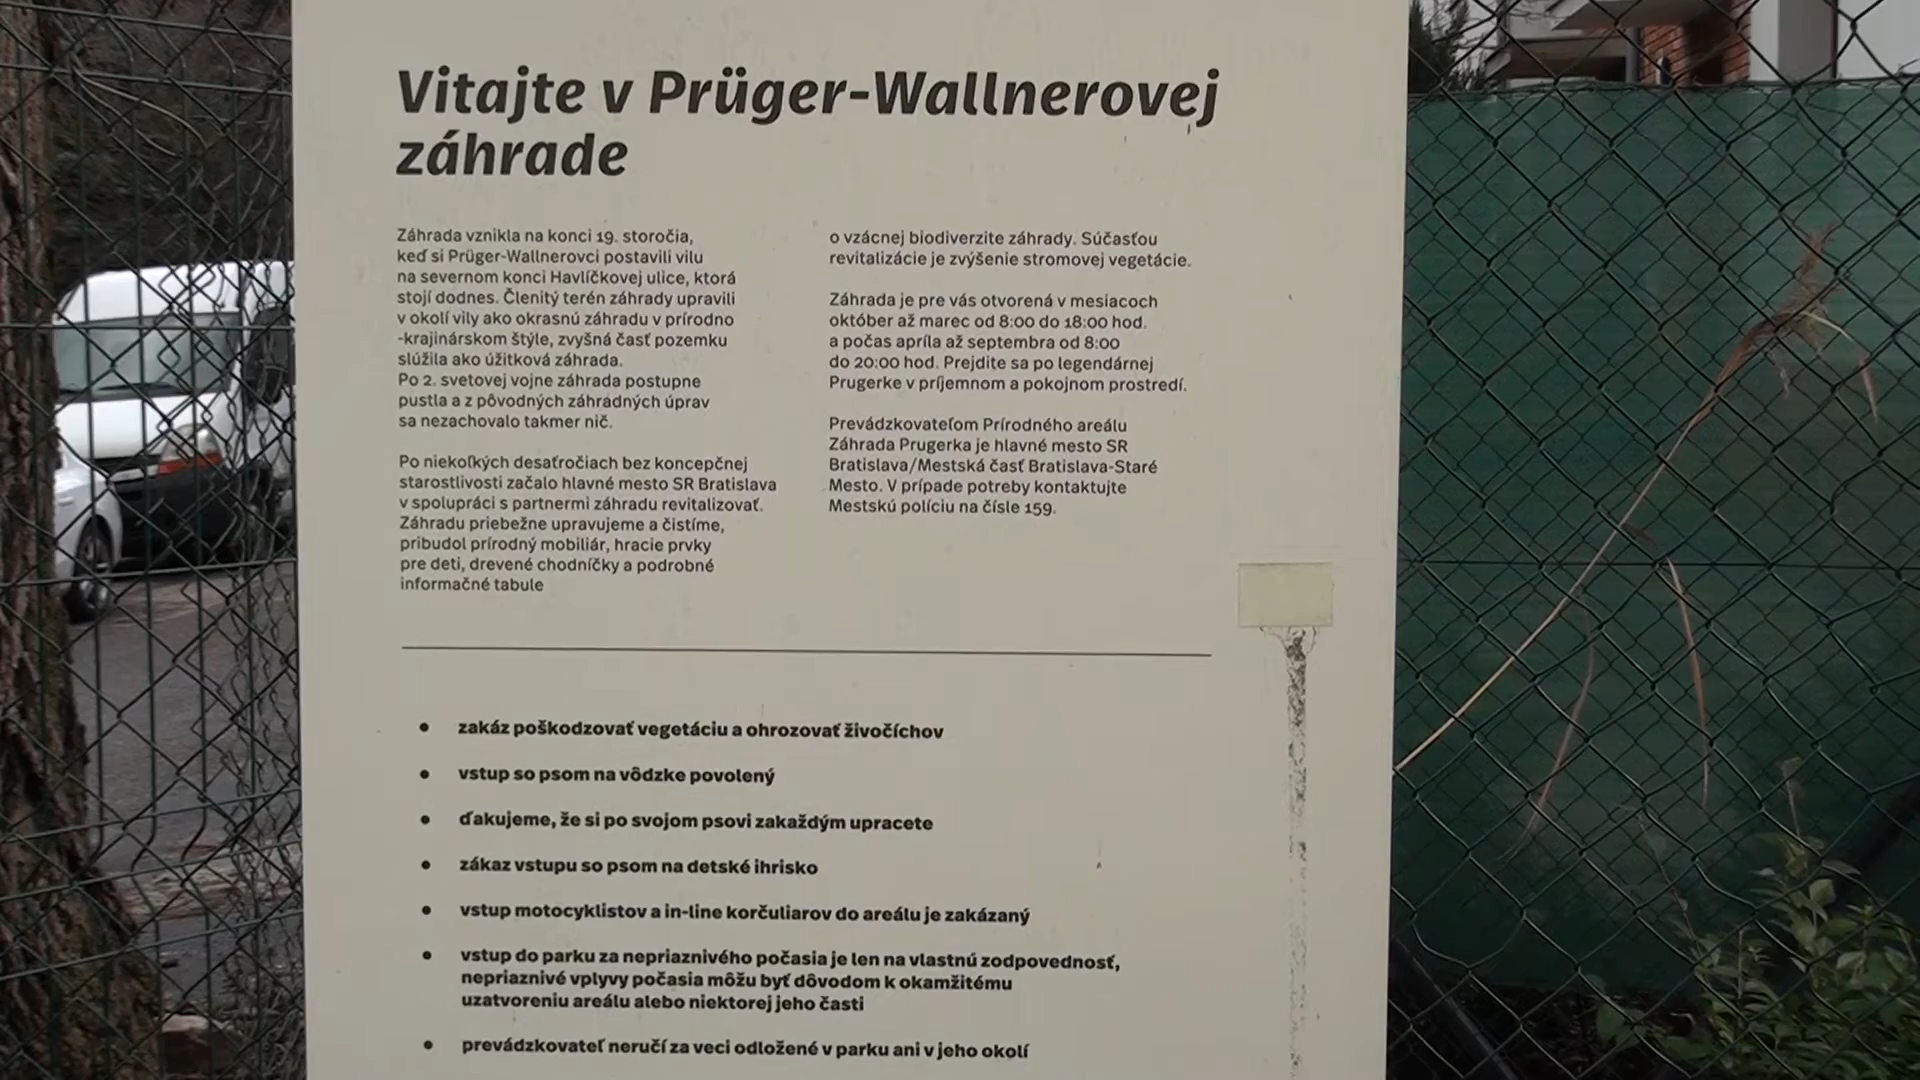 Vitajte v Prüger-Wallnerovej
záhrade
Záhrada vznikla na konci 19. storočia,
keď si Prüger-Wallnerovci postavili vilu
na severnom konci Havlíčkovej ulice, ktorá
stojí dodnes. Členitý terén záhrady upravili
v okolí vily ako okrasnú záhradu v prírodno
-krajinárskom štýle, zvyšná časť pozemku
slúžila ako úžitková záhrada.
Po 2. svetovej vojne záhrada postupne
pustla a z pôvodných záhradných úprav
sa nezachovalo takmer nič.
Po niekoľkých desaťročiach bez koncepčnej
starostlivosti začalo hlavné mesto SR Bratislava
v spolupráci s partnermi záhradu revitalizovať.
Záhradu priebežne upravujeme a čistíme,
pribudol prírodný mobiliár, hracie prvky
pre deti, drevené chodníčky a podrobné
informačné tabule
o vzácnej biodiverzite záhrady. Súčasťou
revitalizácie je zvýšenie stromovej vegetácie.
Záhrada je pre vás otvorená v mesiacoch
október až marec od 8:00 do 18:00 hod.
a počas apríla až septembra od 8:00
do 20:00 hod. Prejdite sa po legendárnej
Prugerke v príjemnom a pokojnom prostredí.
Prevádzkovateľom Prírodného areálu
Záhrada Prugerka je hlavné mesto SR
Bratislava/Mestská časť Bratislava-Staré
Mesto. V prípade potreby kontaktujte
Mestskú políciu na čísle 159.
• zakáz poškodzovať vegetáciu a ohrozovať živočíchov
• vstup so psom na vôdzke povolený
• ďakujeme, že si po svojom psovi zakaždým upracete
• zákaz vstupu so psom na detské ihrisko
• vstup motocyklistov a in-line korčuliarov do areálu je zakázaný
• vstup do parku za nepriaznivého počasia je len na vlastnú zodpovednosť,
nepriaznivé vplyvy počasia môžu byť dôvodom k okamžitému
uzatvoreniu areálu alebo niektorej jeho časti
• prevádzkovateľ neručí za veci odložené v parku ani v jeho okolí